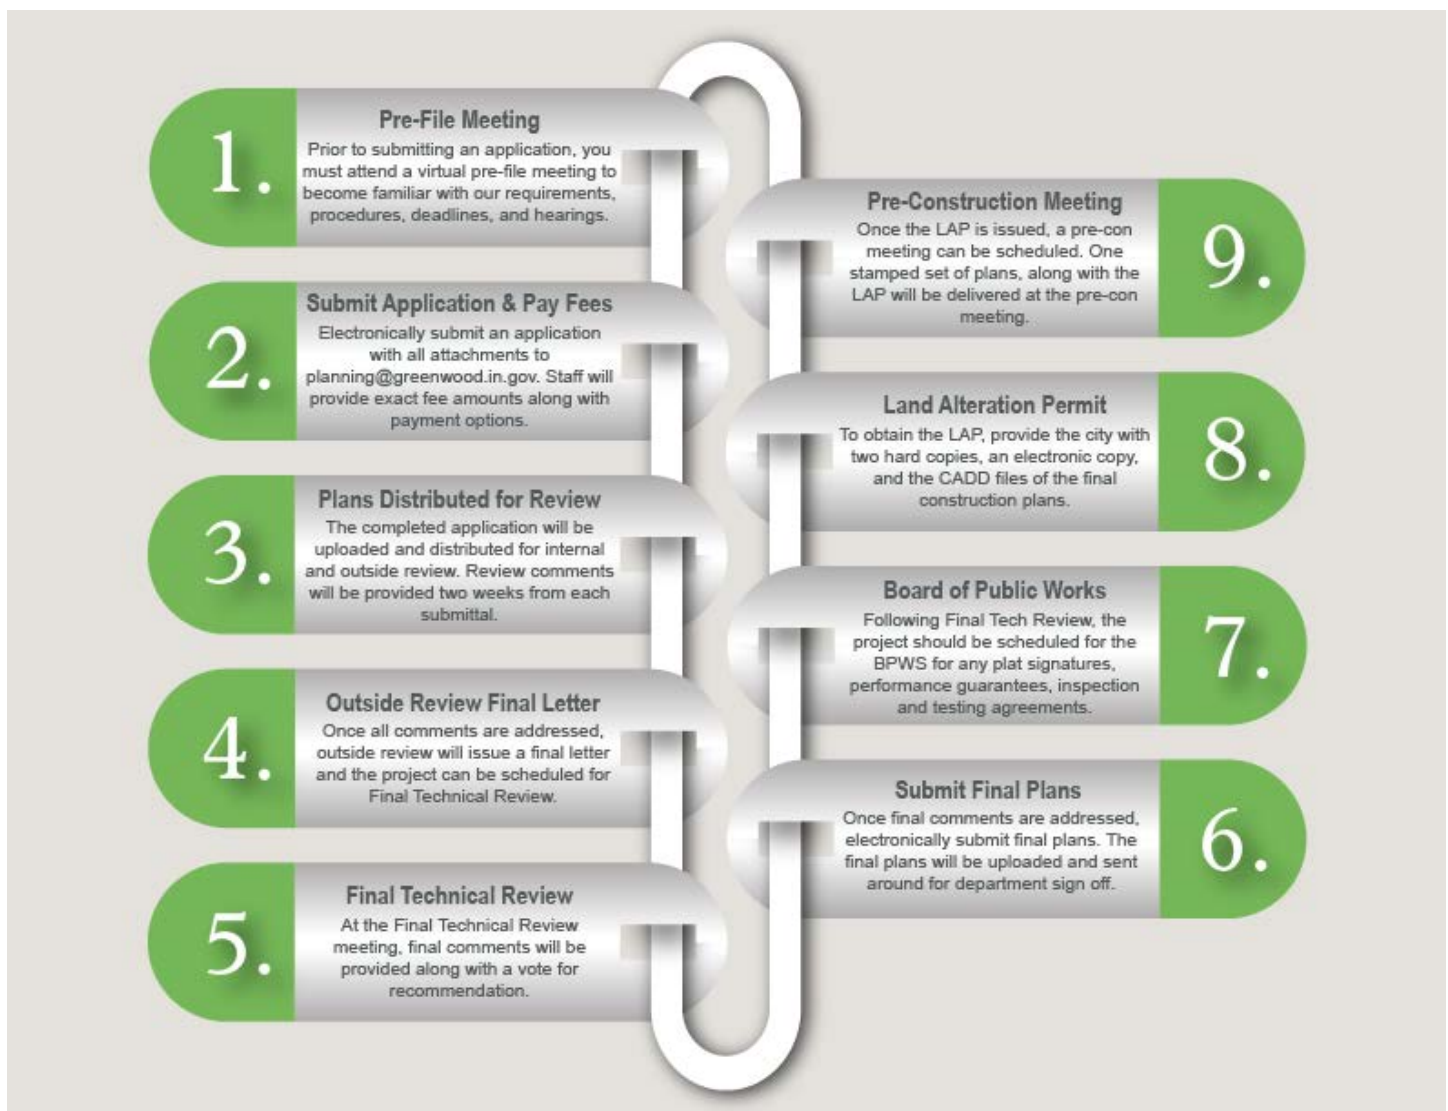 1.
Pre-File Meeting
Prior to submitting an application, you
must attend a virtual pre-file meeting to
become familiar with our requirements,
procedures, deadlines, and hearings.
2.
Submit Application & Pay Fees
Electronically submit an application
with all attachments to
planning@greenwood.in.gov. Staff will
provide exact fee amounts along with
payment options.
3.
Plans Distributed for Review
The completed application will be
uploaded and distributed for internal
and outside review. Review comments
will be provided two weeks from each
submittal.
4.
Outside Review Final Letter
Once all comments are addressed,
outside review will issue a final letter
and the project can be scheduled for
Final Technical Review.
5.
Final Technical Review
At the Final Technical Review
meeting, final comments will be
provided along with a vote for
recommendation.
6.
Submit Final Plans
Once final comments are addressed,
electronically submit final plans. The
final plans will be uploaded and sent
around for department sign off.
7.
Board of Public Works
Following Final Tech Review, the
project should be scheduled for the
BPWS for any plat signatures,
performance guarantees, inspection
and testing agreements.
8.
Land Alteration Permit
To obtain the LAP, provide the city with
two hard copies, an electronic copy,
and the CADD files of the final
construction plans.
9.
Pre-Construction Meeting
Once the LAP is issued, a pre-con
meeting can be scheduled. One
stamped set of plans, along with the
LAP will be delivered at the pre-con
meeting.